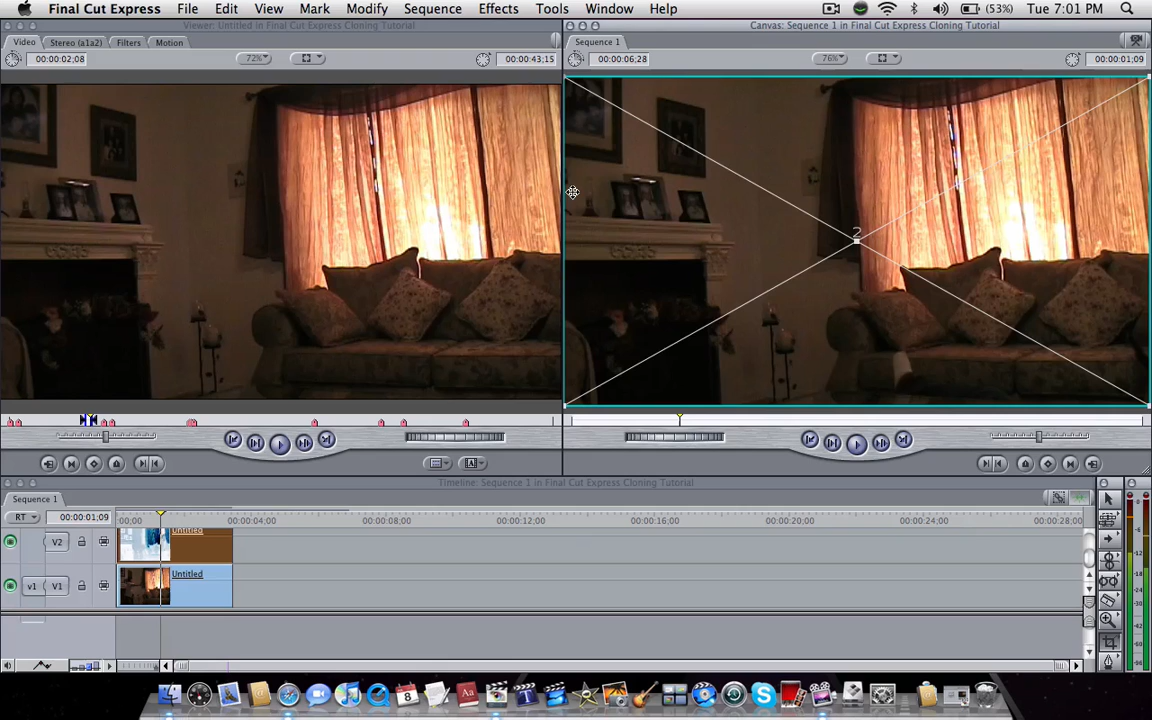 Final Cut Express File Edit View Mark Modify Sequence Effects Tools Window Help (53%) Tue 7:01 PM
Viewer: Untitled in Final Cut Express Cloning Tutorial
Video Stereo (a1a2) Filters Motion
00:00:02;08 72% 00:00:43;15
Canvas: Sequence 1 in Final Cut Express Cloning Tutorial
Sequence 1
00:00:06;28 76% 00:00:01;09
2
Timeline: Sequence 1 in Final Cut Express Cloning Tutorial
Sequence 1
RT 00:00:01;09 00:00 00:00:04;00 00:00:08;00 00:00:12;00 00:00:16;00 00:00:20;00 00:00:24;00 00:00:28;00
V2 Untitled
v1 V1 Untitled